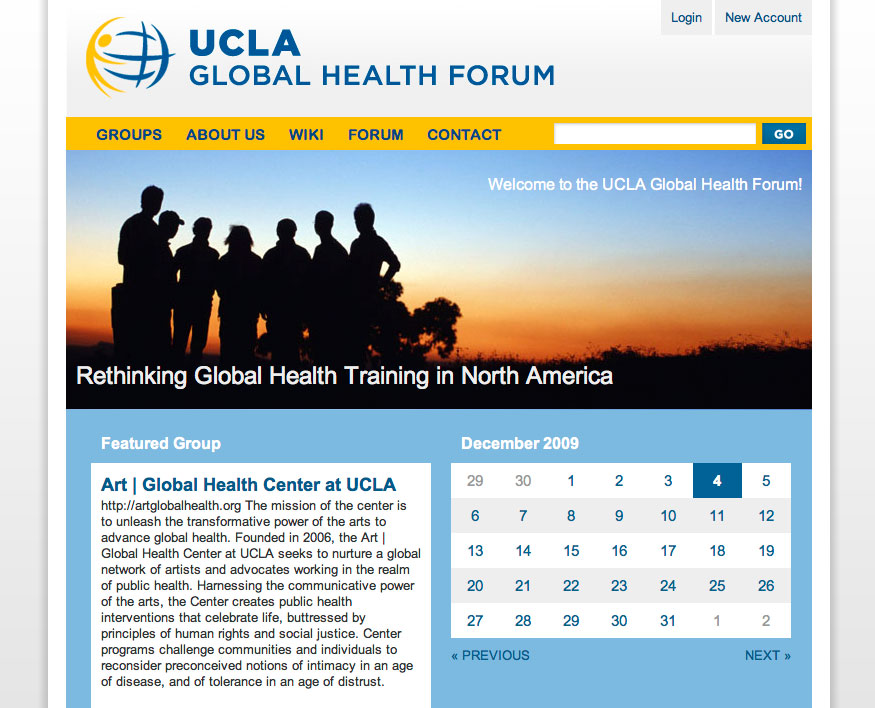 Login New Account
UCLA
GLOBAL HEALTH FORUM
GROUPS ABOUT US WIKI FORUM CONTACT GO
Welcome to the UCLA Global Health Forum!
Rethinking Global Health Training in North America
Featured Group
Art | Global Health Center at UCLA
http://artglobalhealth.org The mission of the center is
to unleash the transformative power of the arts to
advance global health. Founded in 2006, the Art |
Global Health Center at UCLA seeks to nurture a global
network of artists and advocates working in the realm
of public health. Harnessing the communicative power
of the arts, the Center creates public health
interventions that celebrate life, buttressed by
principles of human rights and social justice. Center
programs challenge communities and individuals to
reconsider preconceived notions of intimacy in an age
of disease, and of tolerance in an age of distrust.
December 2009
29 30 1 2 3 4 5
6 7 8 9 10 11 12
13 14 15 16 17 18 19
20 21 22 23 24 25 26
27 28 29 30 31 1 2
« PREVIOUS NEXT »